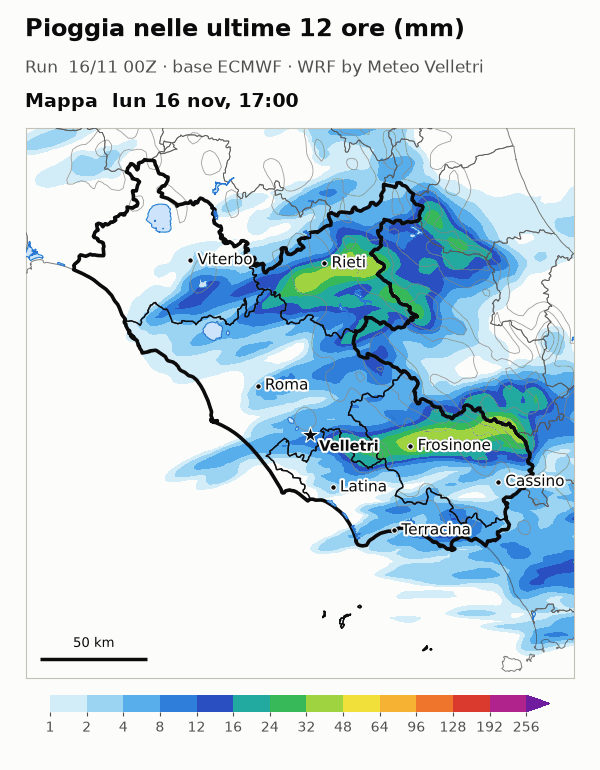 Pioggia nelle ultime 12 ore (mm)
Run  16/11 00Z · base ECMWF · WRF by Meteo Velletri
Mappa  lun 16 nov, 17:00
Viterbo
Rieti
Roma
Velletri
Frosinone
Latina
Cassino
Terracina
50 km
1 2 4 8 12 16 24 32 48 64 96 128 192 256